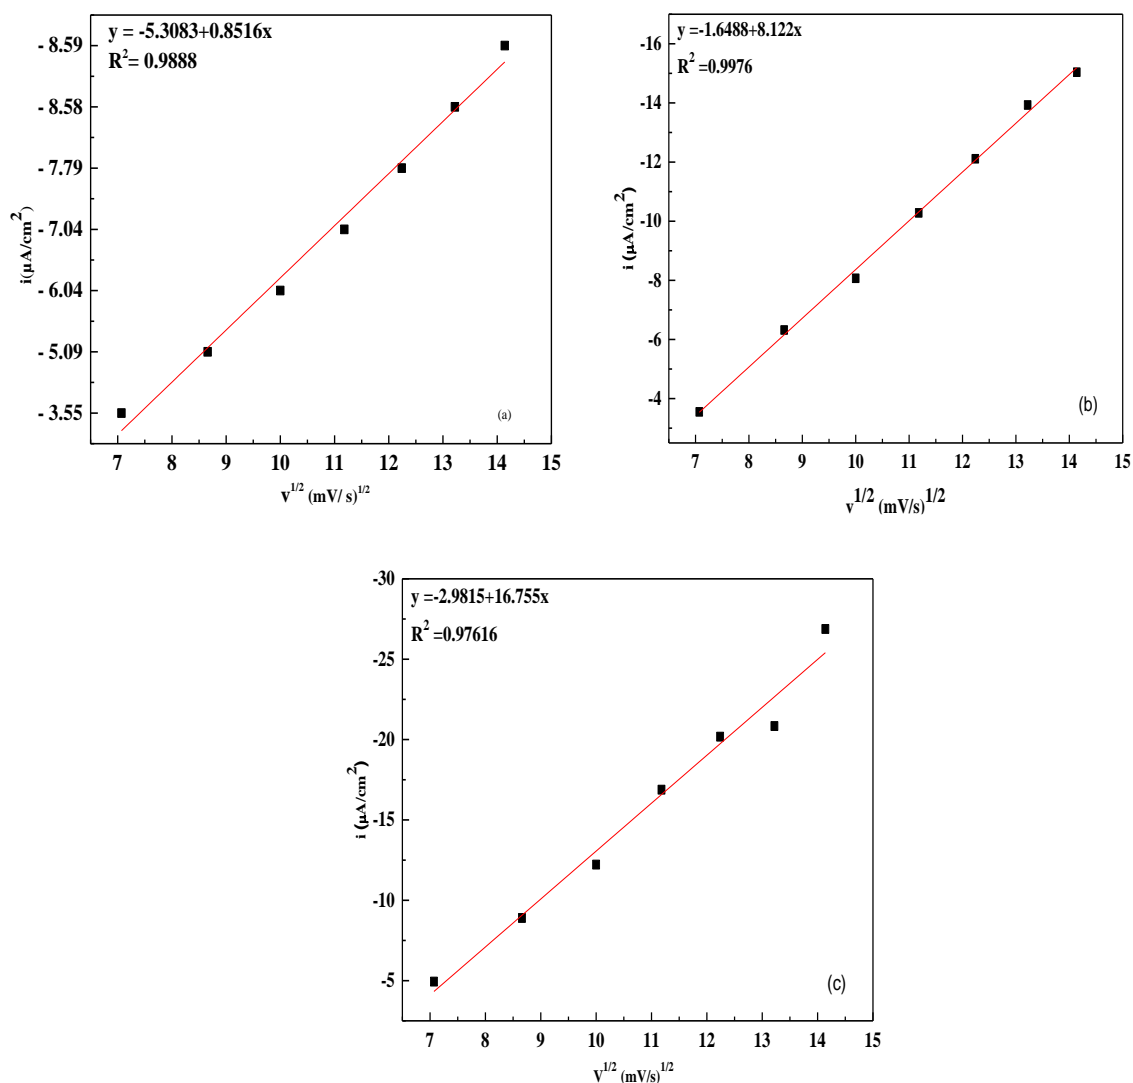 y = -5.3083+0.8516x
R²= 0.9888
- 8.59
- 8.58
- 7.79
- 7.04
- 6.04
- 5.09
- 3.55
i(µA/cm²)
(a)
7 8 9 10 11 12 13 14 15
v^1/2 (mV/ s)^1/2
y =-1.6488+8.122x
R² =0.9976
-16
-14
-12
-10
-8
-6
-4
i (µA/cm²)
(b)
7 8 9 10 11 12 13 14 15
v^1/2 (mV/s)^1/2
y =-2.9815+16.755x
R² =0.97616
-30
-25
-20
-15
-10
-5
i (µA/cm²)
(c)
7 8 9 10 11 12 13 14 15
V^1/2 (mV/s)^1/2